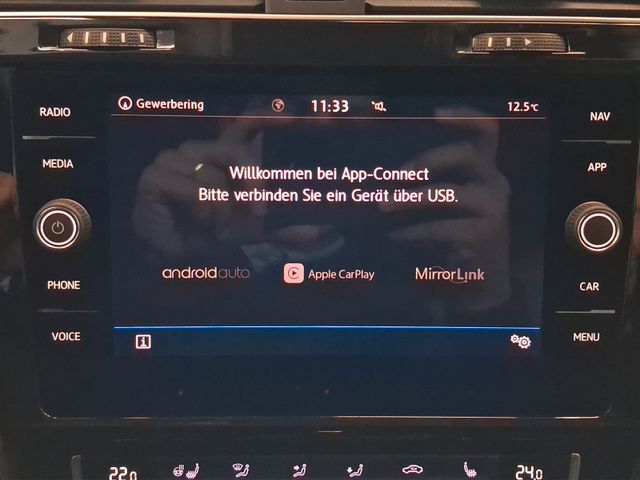 Gewerbering 11:33 12.5°C
RADIO
MEDIA
PHONE
VOICE
Willkommen bei App-Connect
Bitte verbinden Sie ein Gerät über USB.
androidauto Apple CarPlay MirrorLink
i
NAV
APP
CAR
MENU
22.0 24.0